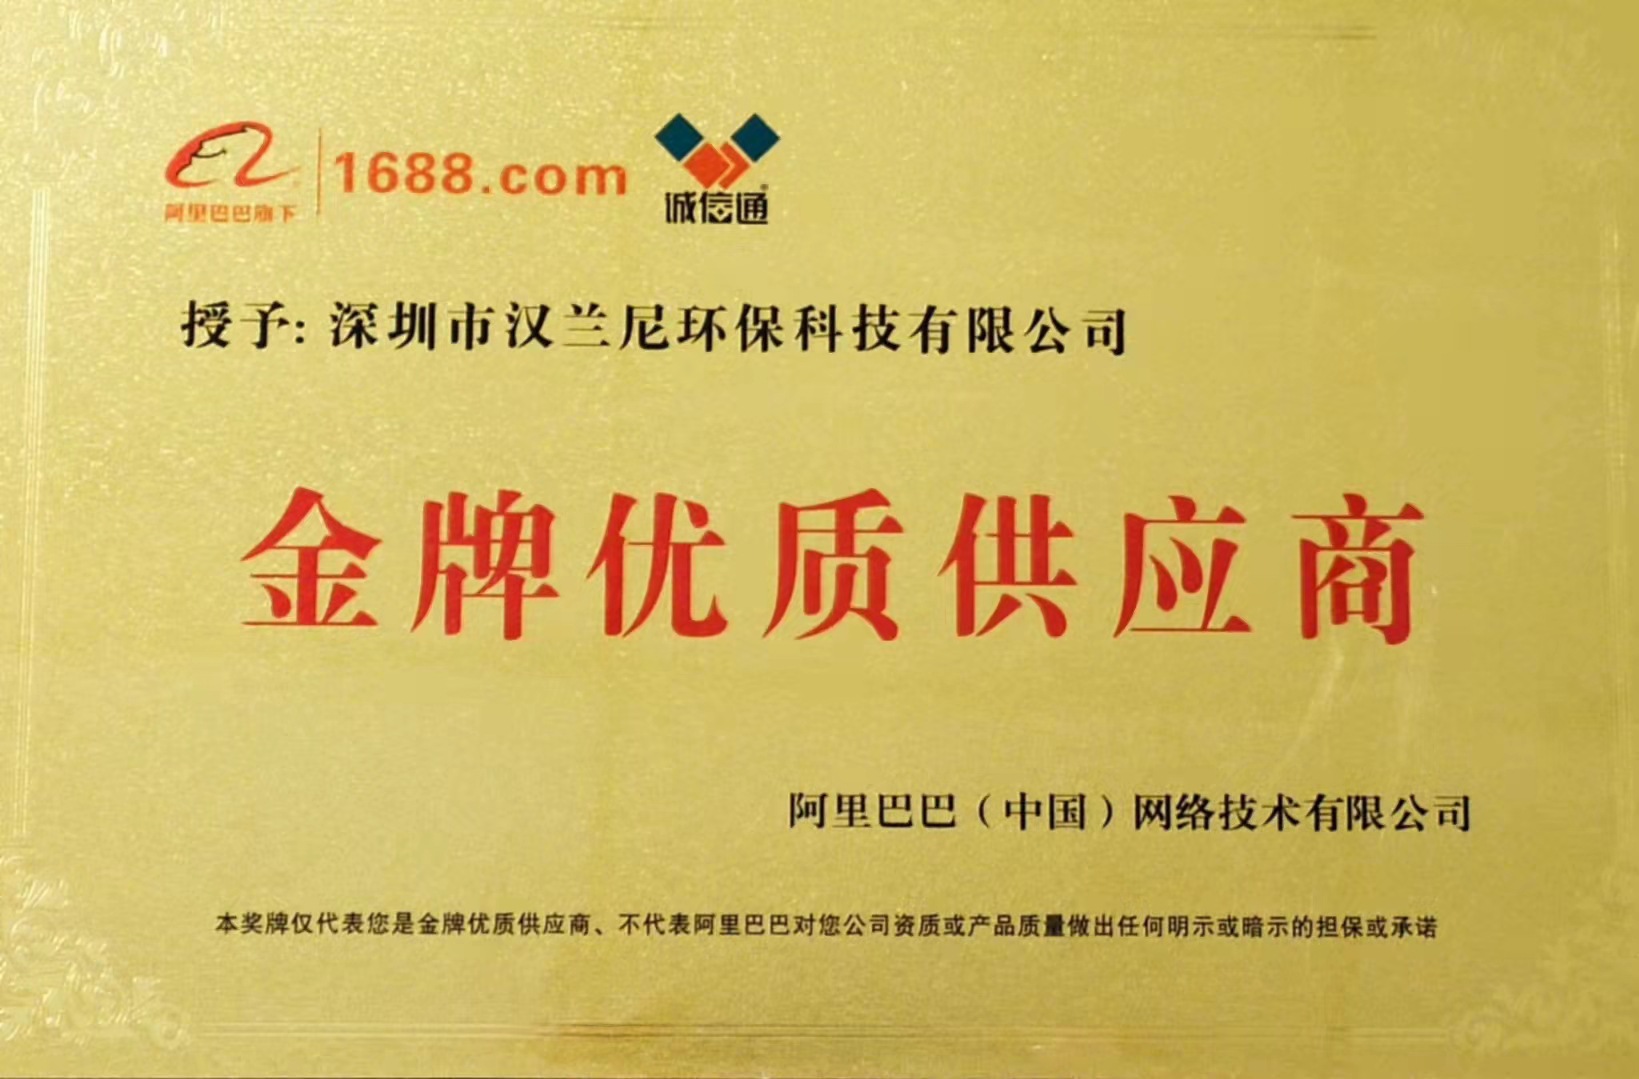 1688.com
阿里巴巴旗下
诚信通
授予: 深圳市汉兰尼环保科技有限公司
金牌优质供应商
阿里巴巴（中国）网络技术有限公司
本奖牌仅代表您是金牌优质供应商、不代表阿里巴巴对您公司资质或产品质量做出任何明示或暗示的担保或承诺